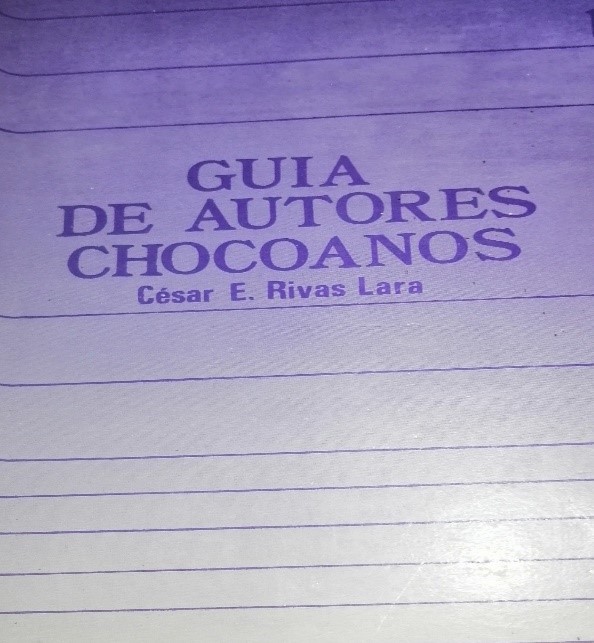 GUIA
DE AUTORES
CHOCOANOS
César E. Rivas Lara